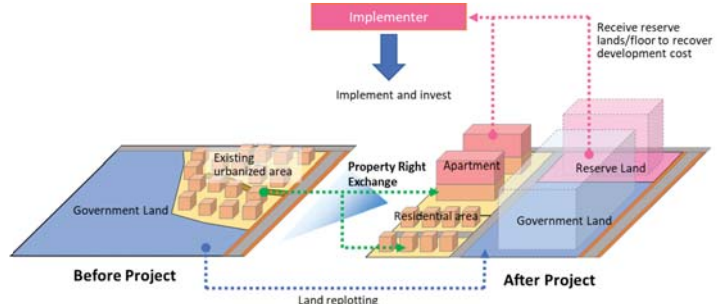 Implementer
Receive reserve
lands/floor to recover
development cost
Implement and invest
Existing
urbanized area
Property Right
Exchange
Apartment
Reserve Land
Government Land
Residential area
Government Land
Before Project
After Project
Land replotting